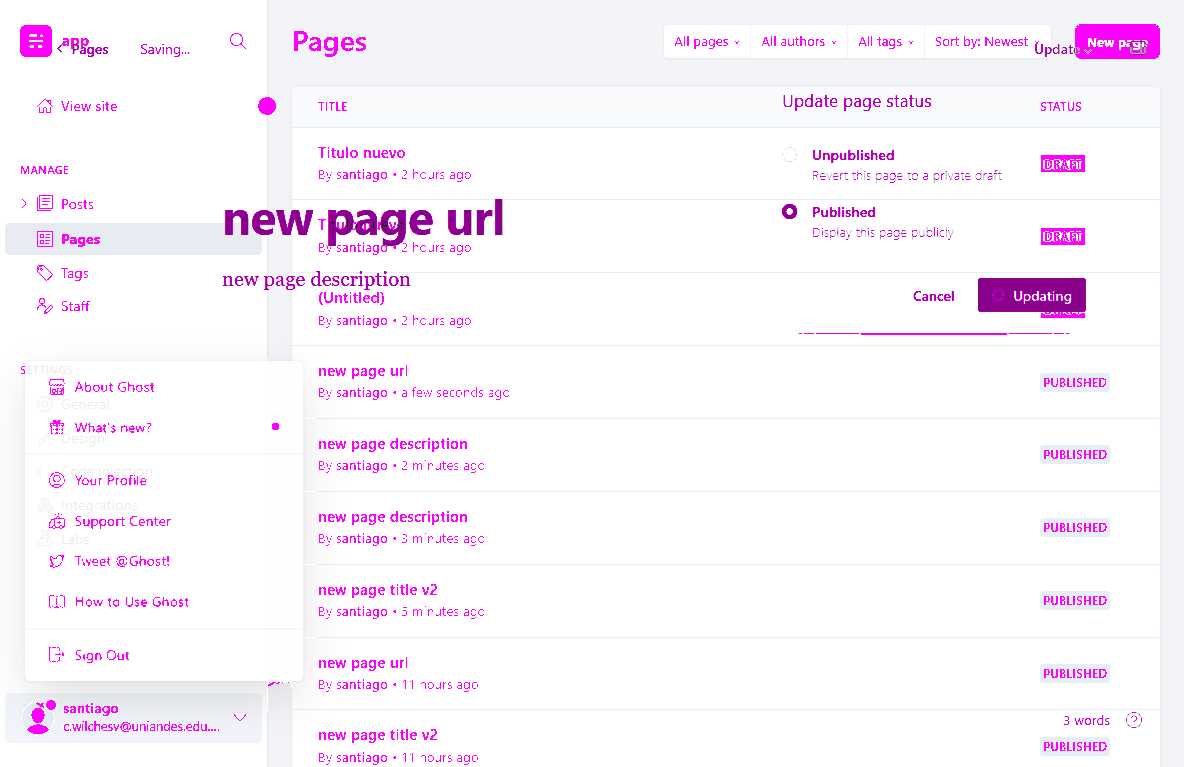 app
Pages
Saving...
Pages
All pages
All authors
All tags
Sort by: Newest
Update
New page
View site
TITLE
Update page status
STATUS
Titulo nuevo
By santiago • 2 hours ago
Unpublished
Revert this page to a private draft
DRAFT
MANAGE
Posts
Pages
Tags
Staff
new page url
new page description
By santiago • 2 hours ago
Published
Display this page publicly
DRAFT
(Untitled)
By santiago • 2 hours ago
Cancel
Updating
SETTINGS
About Ghost
General
What's new?
Design
Code injection
Your Profile
Integrations
Support Center
Labs
Tweet @Ghost!
How to Use Ghost
Sign Out
santiago
c.wilchesv@uniandes.edu....
new page url
By santiago • a few seconds ago
PUBLISHED
new page description
By santiago • 2 minutes ago
PUBLISHED
new page description
By santiago • 3 minutes ago
PUBLISHED
new page title v2
By santiago • 5 minutes ago
PUBLISHED
new page url
By santiago • 11 hours ago
PUBLISHED
3 words
new page title v2
By santiago • 11 hours ago
PUBLISHED